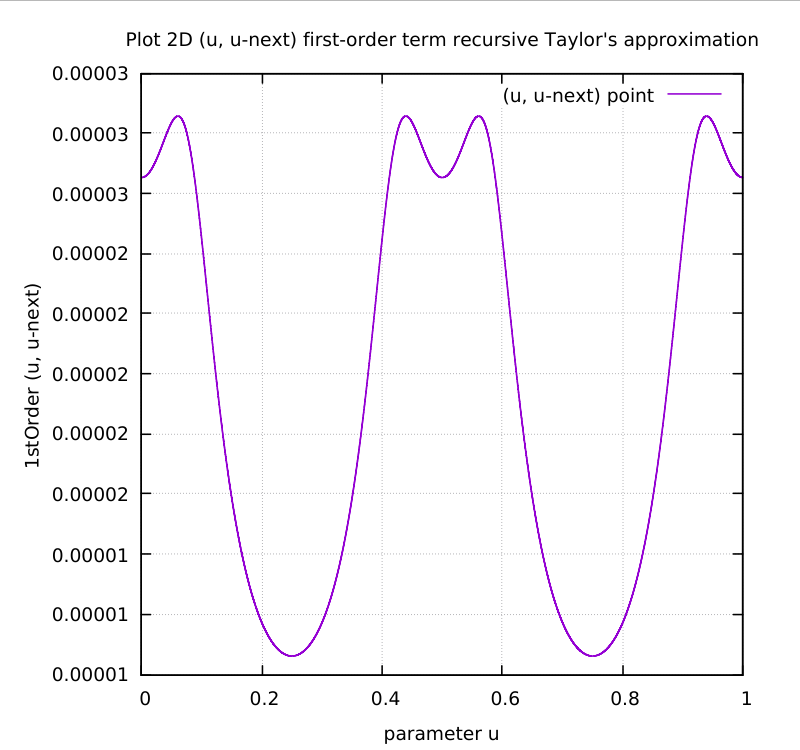 Plot 2D (u, u-next) first-order term recursive Taylor's approximation
(u, u-next) point
0.00003
0.00003
0.00003
0.00002
0.00002
0.00002
0.00002
0.00002
0.00001
0.00001
0.00001
1stOrder (u, u-next)
0 0.2 0.4 0.6 0.8 1
parameter u